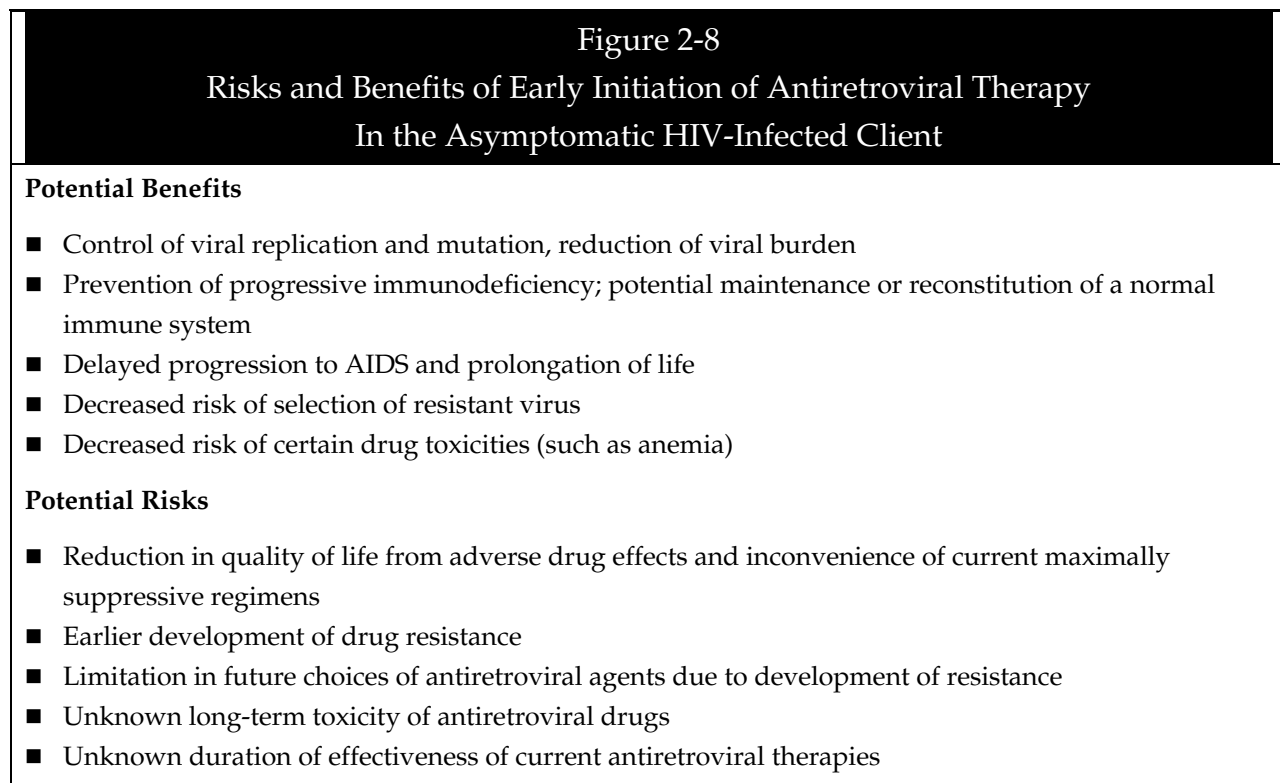 Figure 2-8
Risks and Benefits of Early Initiation of Antiretroviral Therapy
In the Asymptomatic HIV-Infected Client
Potential Benefits
■ Control of viral replication and mutation, reduction of viral burden
■ Prevention of progressive immunodeficiency; potential maintenance or reconstitution of a normal
immune system
■ Delayed progression to AIDS and prolongation of life
■ Decreased risk of selection of resistant virus
■ Decreased risk of certain drug toxicities (such as anemia)
Potential Risks
■ Reduction in quality of life from adverse drug effects and inconvenience of current maximally
suppressive regimens
■ Earlier development of drug resistance
■ Limitation in future choices of antiretroviral agents due to development of resistance
■ Unknown long-term toxicity of antiretroviral drugs
■ Unknown duration of effectiveness of current antiretroviral therapies